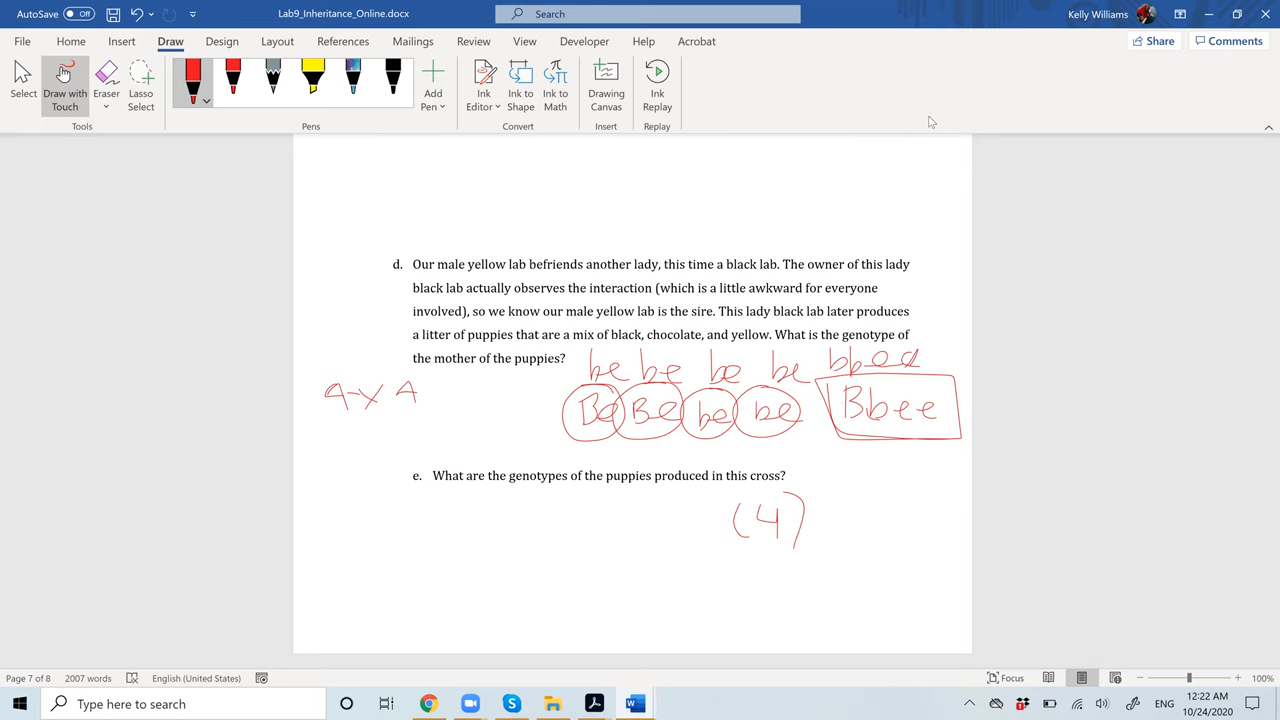 AutoSave Off Lab9_Inheritance_Online.docx Search Kelly Williams
File Home Insert Draw Design Layout References Mailings Review View Developer Help Acrobat Share Comments
Select Draw with Touch Eraser Lasso Select Add Pen Ink Editor Ink to Shape Ink to Math Drawing Canvas Ink Replay
Tools Pens Convert Insert Replay
d. Our male yellow lab befriends another lady, this time a black lab. The owner of this lady
black lab actually observes the interaction (which is a little awkward for everyone
involved), so we know our male yellow lab is the sire. This lady black lab later produces
a litter of puppies that are a mix of black, chocolate, and yellow. What is the genotype of
the mother of the puppies?
be be be be
4 x 4
Be Be be be Bbee
e. What are the genotypes of the puppies produced in this cross?
(4)
Page 7 of 8 2007 words English (United States) Focus 100%
Type here to search ENG 12:22 AM
10/24/2020